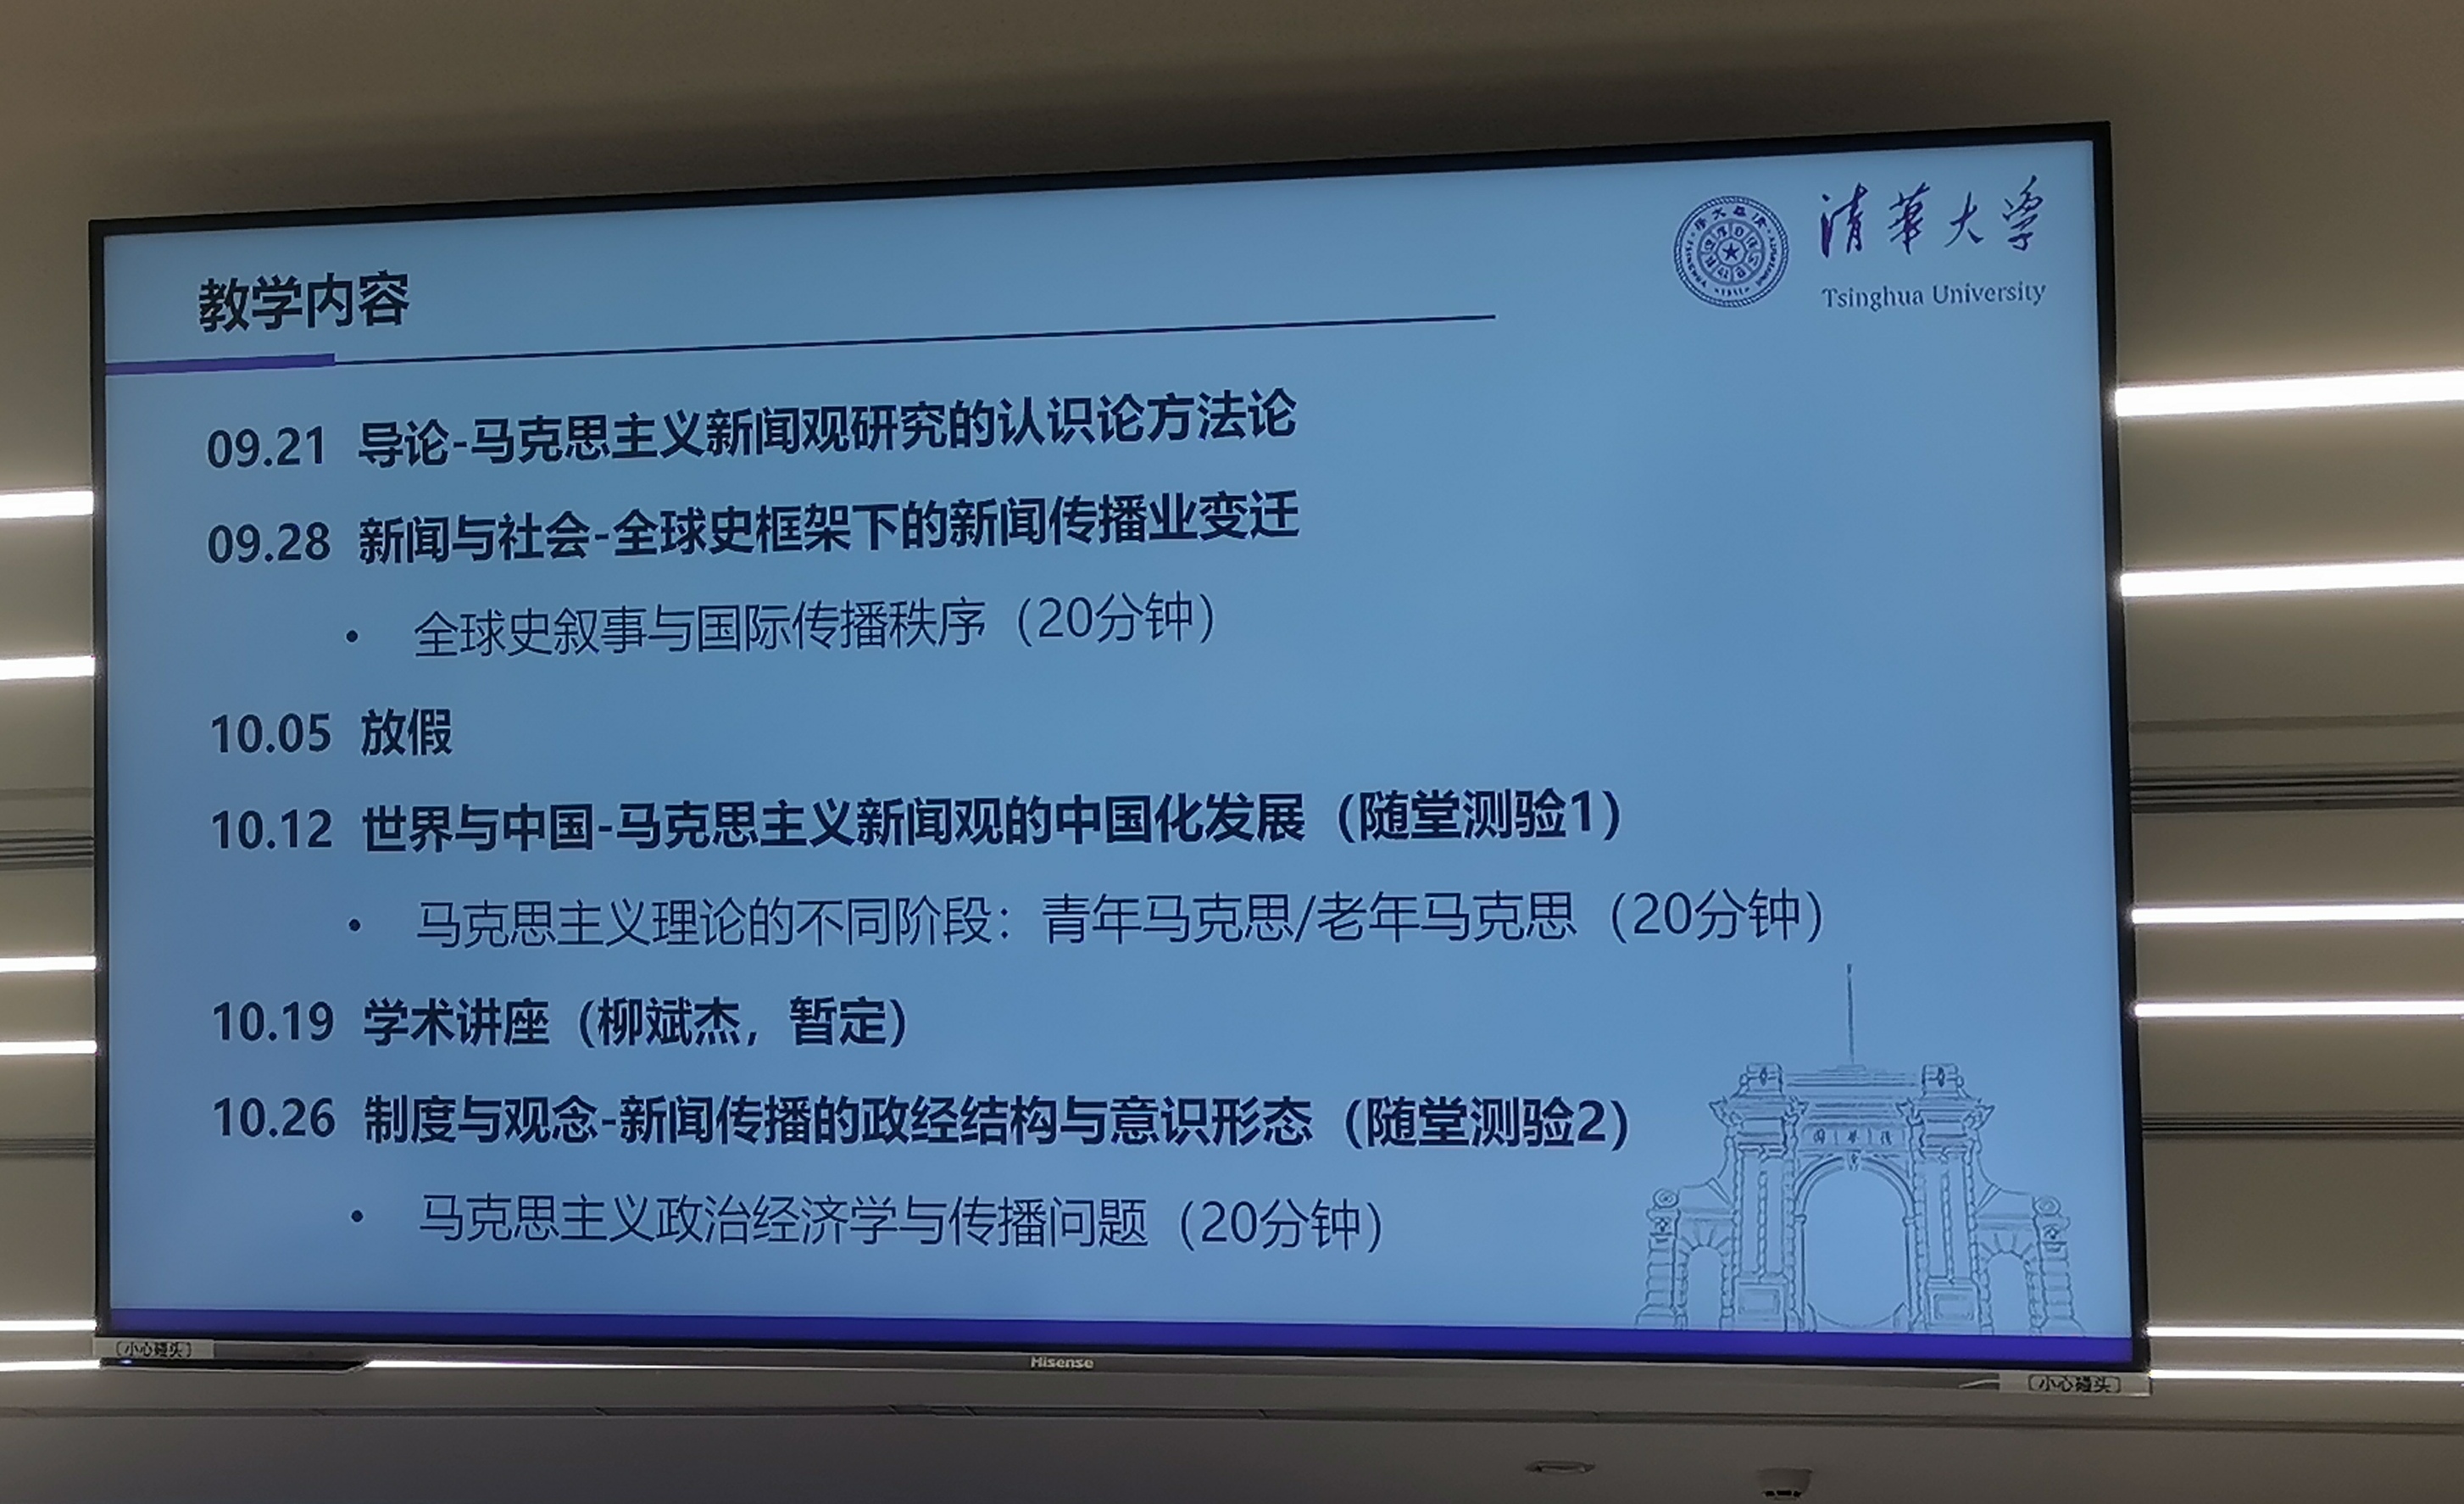 清华大学
Tsinghua University
教学内容
09.21 导论-马克思主义新闻观研究的认识论方法论
09.28 新闻与社会-全球史框架下的新闻传播业变迁
• 全球史叙事与国际传播秩序（20分钟）
10.05 放假
10.12 世界与中国-马克思主义新闻观的中国化发展（随堂测验1）
• 马克思主义理论的不同阶段：青年马克思/老年马克思（20分钟）
10.19 学术讲座（柳斌杰，暂定）
10.26 制度与观念-新闻传播的政经结构与意识形态（随堂测验2）
• 马克思主义政治经济学与传播问题（20分钟）
园华清
〔小心碰头〕
Hisense
〔小心碰头〕